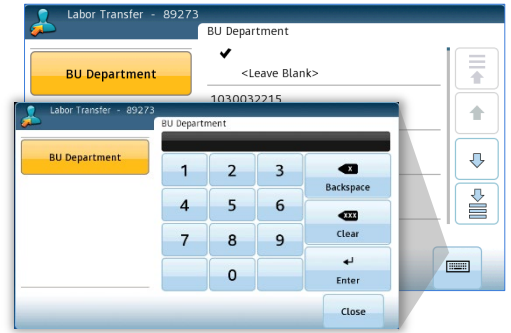 Labor Transfer - 89273
BU Department
BU Department
<Leave Blank>
1030032215
Labor Transfer - 89273
BU Department
BU Department
1 2 3 Backspace
4 5 6 Clear
7 8 9 Enter
0
Close